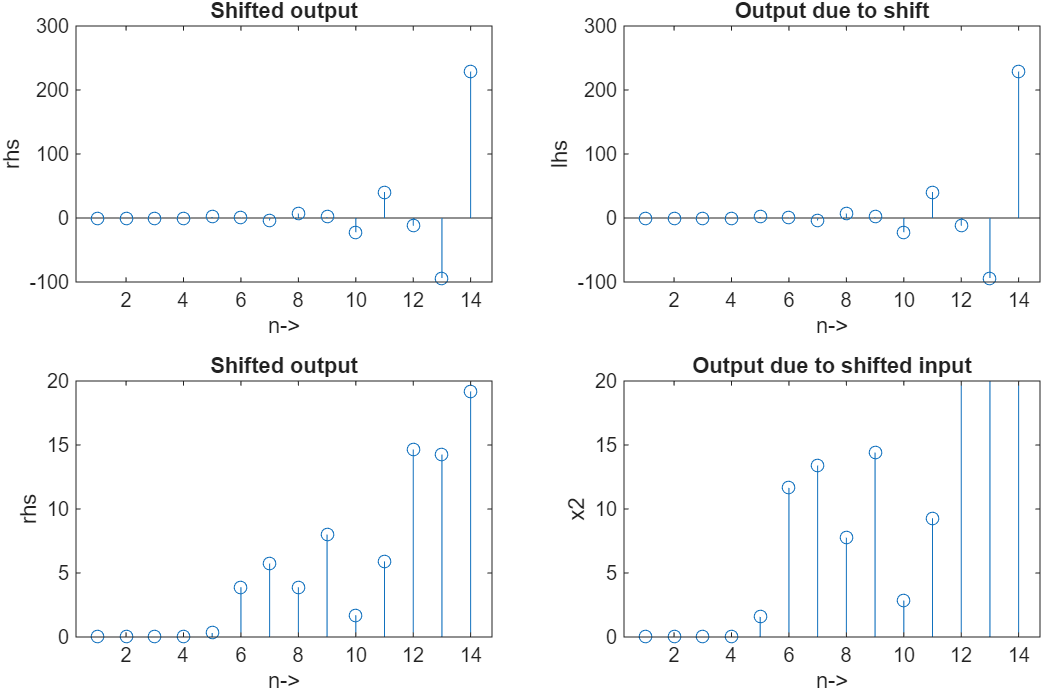 Shifted output
300
200
100
0
-100
rhs
2 4 6 8 10 12 14
n->
Output due to shift
300
200
100
0
-100
lhs
2 4 6 8 10 12 14
n->
Shifted output
20
15
10
5
0
rhs
2 4 6 8 10 12 14
n->
Output due to shifted input
20
15
10
5
0
x2
2 4 6 8 10 12 14
n->